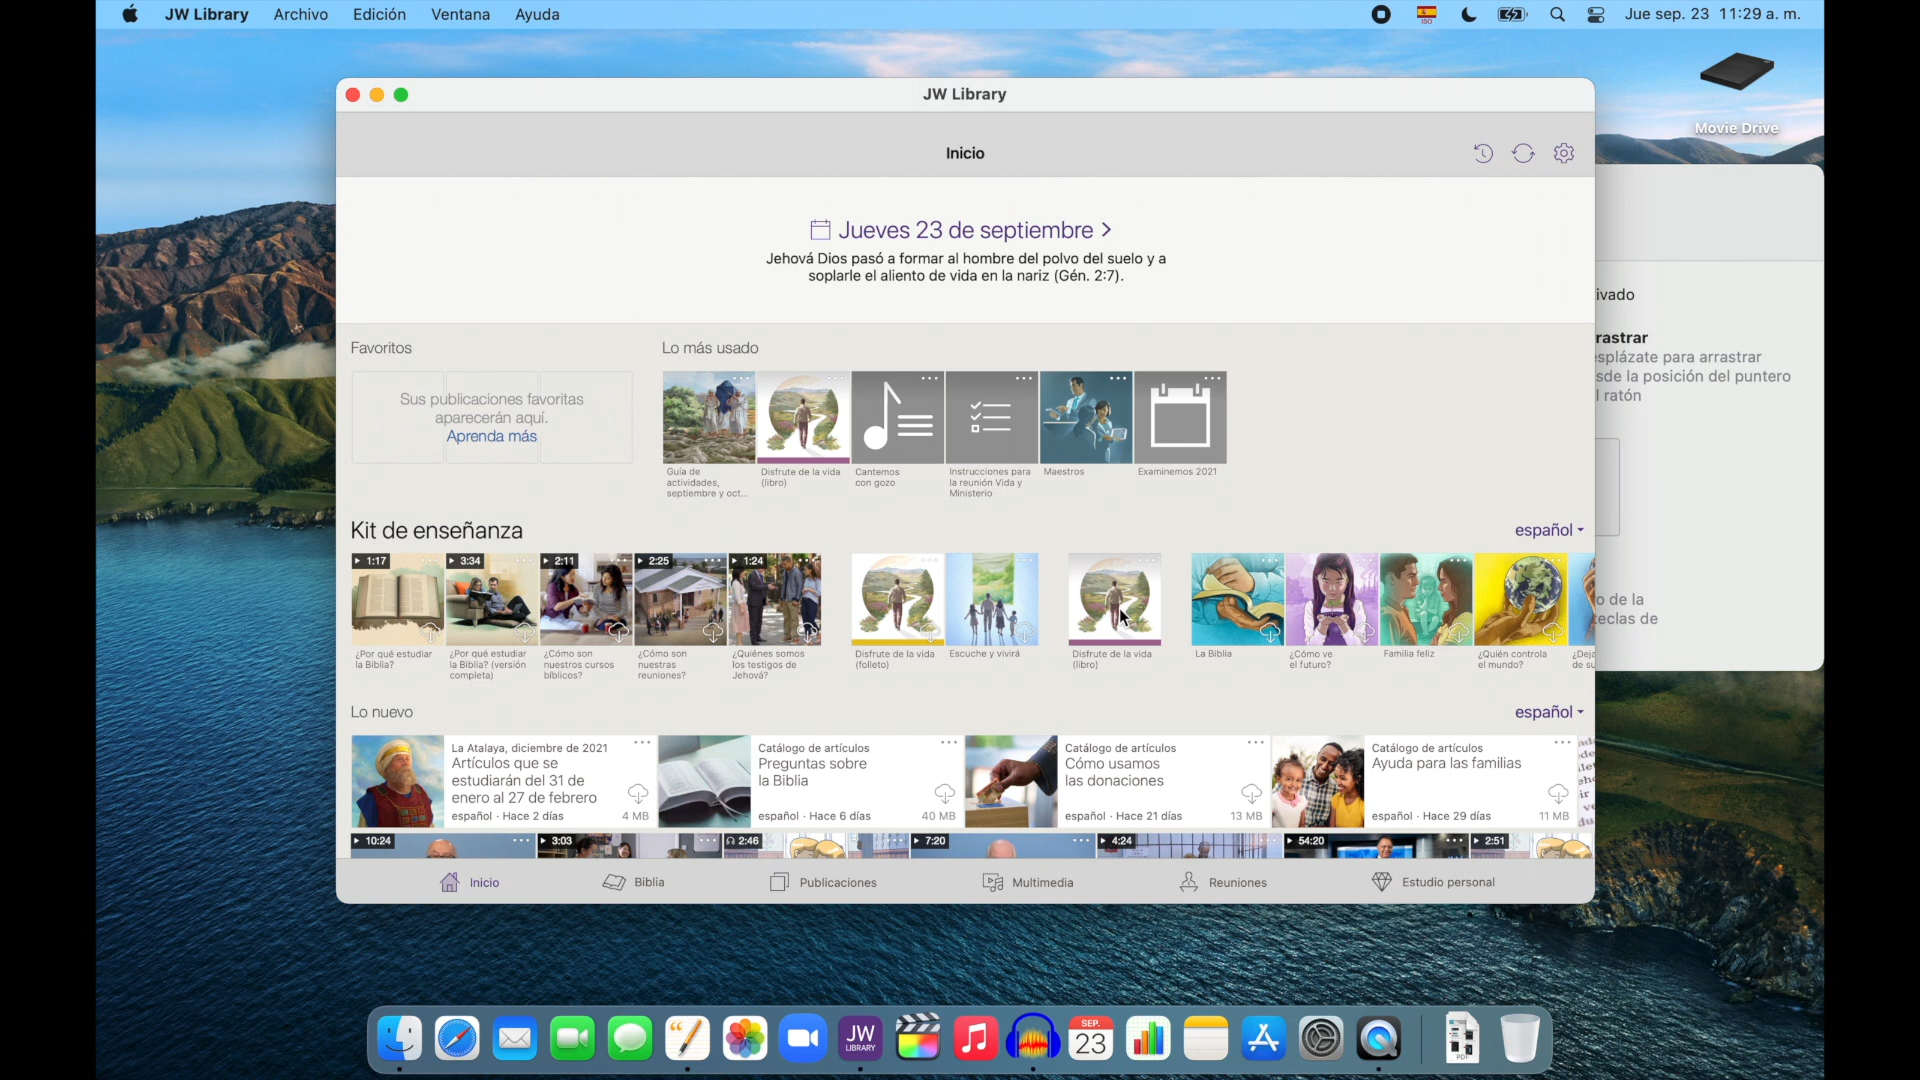 JW Library Archivo Edición Ventana Ayuda
ISO
Jue sep. 23 11:29 a. m.
Movie Drive
JW Library
Inicio
Jueves 23 de septiembre >
Jehová Dios pasó a formar al hombre del polvo del suelo y a
soplarle el aliento de vida en la nariz (Gén. 2:7).
ivado
rastrar
esplázate para arrastrar
sde la posición del puntero
l ratón
o de la
teclas de
Favoritos
Sus publicaciones favoritas
aparecerán aquí.
Aprenda más
Lo más usado
Guía de
actividades,
septiembre y oct...
Disfrute de la vida
(libro)
Cantemos
con gozo
Instrucciones para
la reunión Vida y
Ministerio
Maestros
Examinemos 2021
Kit de enseñanza
español
1:17
3:34
2:11
2:25
1:24
¿Por qué estudiar
la Biblia?
¿Por qué estudiar
la Biblia? (versión
completa)
¿Cómo son
nuestros cursos
bíblicos?
¿Cómo son
nuestras
reuniones?
¿Quiénes somos
los testigos de
Jehová?
Disfrute de la vida
(folleto)
Escuche y vivirá
Disfrute de la vida
(libro)
La Biblia
¿Cómo ve
el futuro?
Familia feliz
¿Quién controla
el mundo?
¿Deja
de su
Lo nuevo
español
La Atalaya, diciembre de 2021
Artículos que se
estudiarán del 31 de
enero al 27 de febrero
español · Hace 2 días
4 MB
Catálogo de artículos
Preguntas sobre
la Biblia
español · Hace 6 días
40 MB
Catálogo de artículos
Cómo usamos
las donaciones
español · Hace 21 días
13 MB
Catálogo de artículos
Ayuda para las familias
español · Hace 29 días
11 MB
10:24
3:03
2:46
7:20
4:24
54:20
2:51
Inicio
Biblia
Publicaciones
Multimedia
Reuniones
Estudio personal
JW
LIBRARY
SEP.
23
PDF